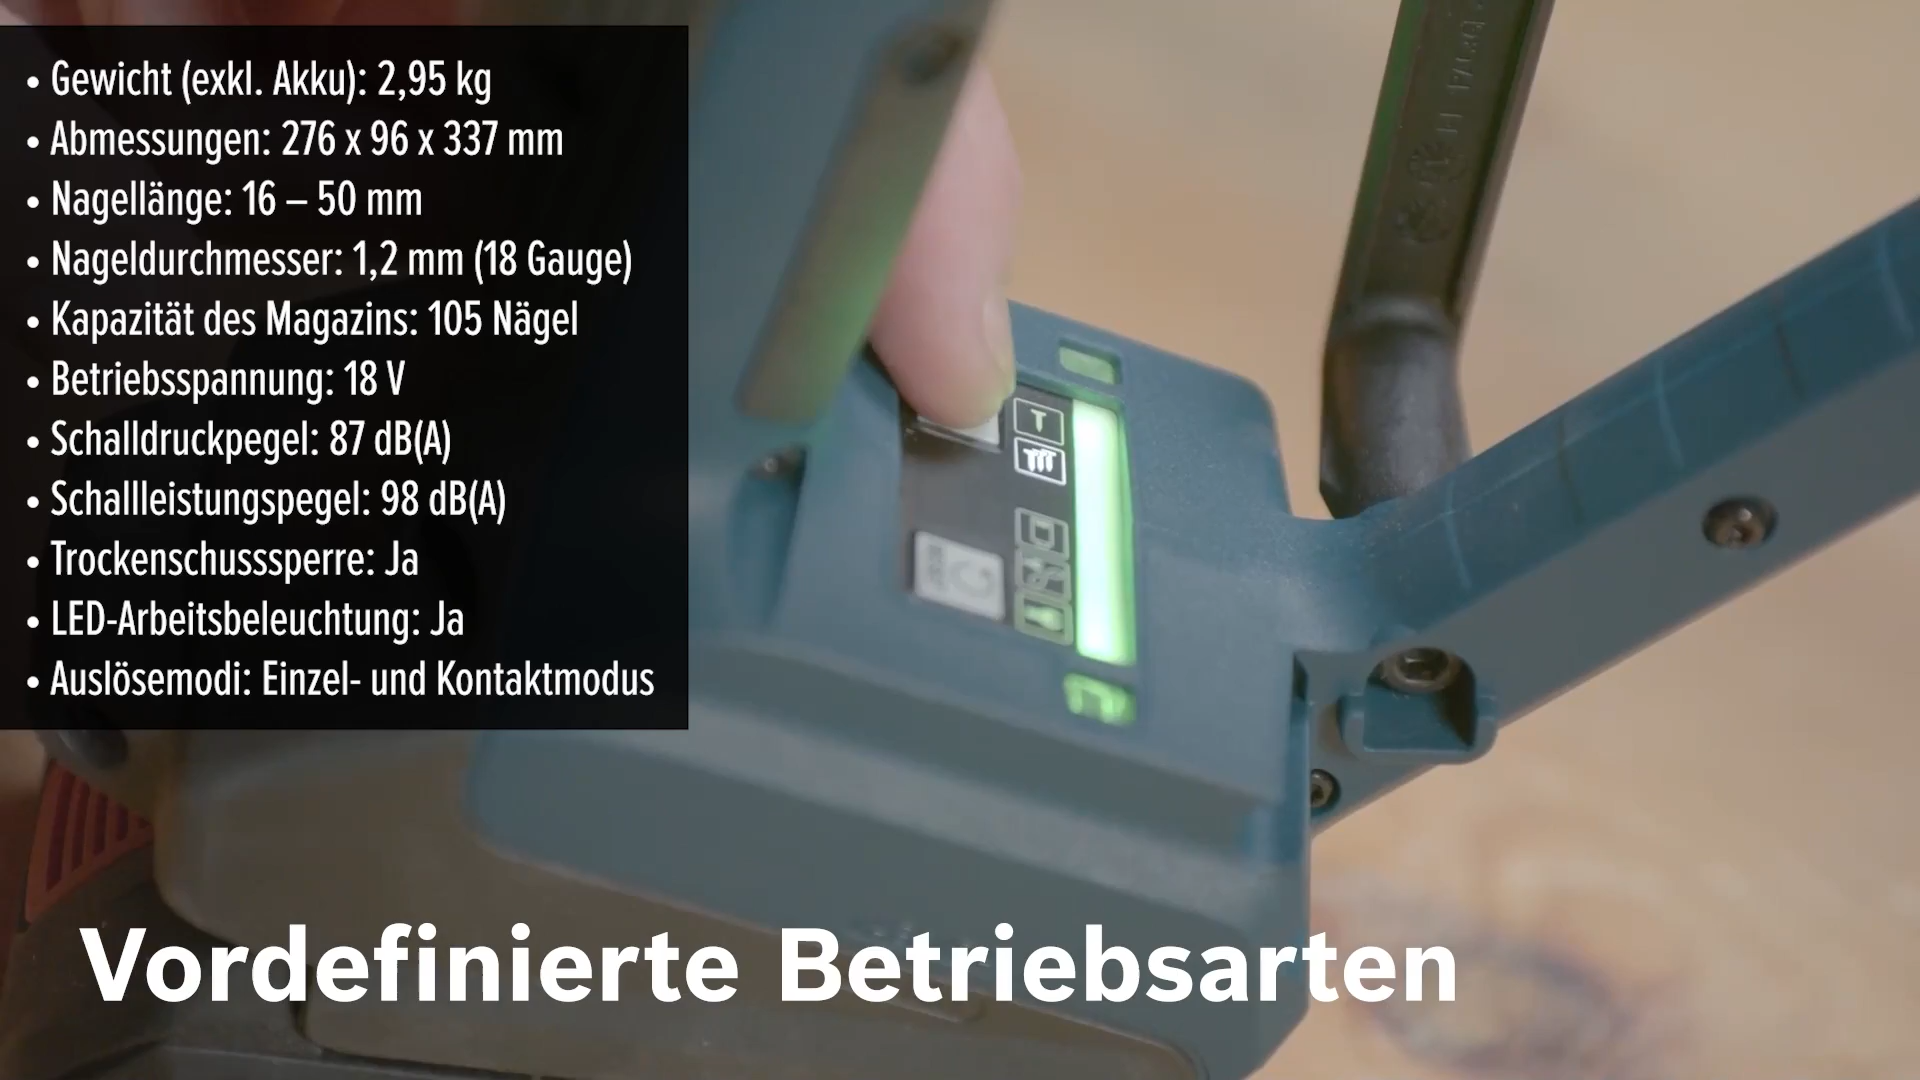 • Gewicht (exkl. Akku): 2,95 kg
• Abmessungen: 276 x 96 x 337 mm
• Nagellänge: 16 – 50 mm
• Nageldurchmesser: 1,2 mm (18 Gauge)
• Kapazität des Magazins: 105 Nägel
• Betriebsspannung: 18 V
• Schalldruckpegel: 87 dB(A)
• Schallleistungspegel: 98 dB(A)
• Trockenschusssperre: Ja
• LED-Arbeitsbeleuchtung: Ja
• Auslösemodi: Einzel- und Kontaktmodus
Vordefinierte Betriebsarten